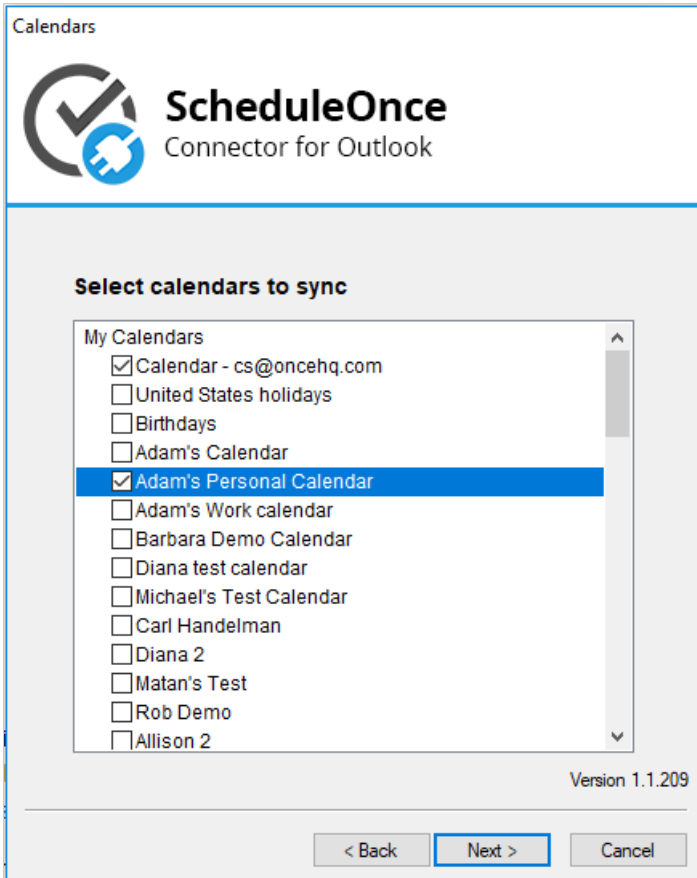 Calendars
ScheduleOnce
Connector for Outlook
Select calendars to sync
My Calendars
Calendar - cs@oncehq.com
United States holidays
Birthdays
Adam's Calendar
Adam's Personal Calendar
Adam's Work calendar
Barbara Demo Calendar
Diana test calendar
Michael's Test Calendar
Carl Handelman
Diana 2
Matan's Test
Rob Demo
Allison 2
Version 1.1.209
< Back Next > Cancel